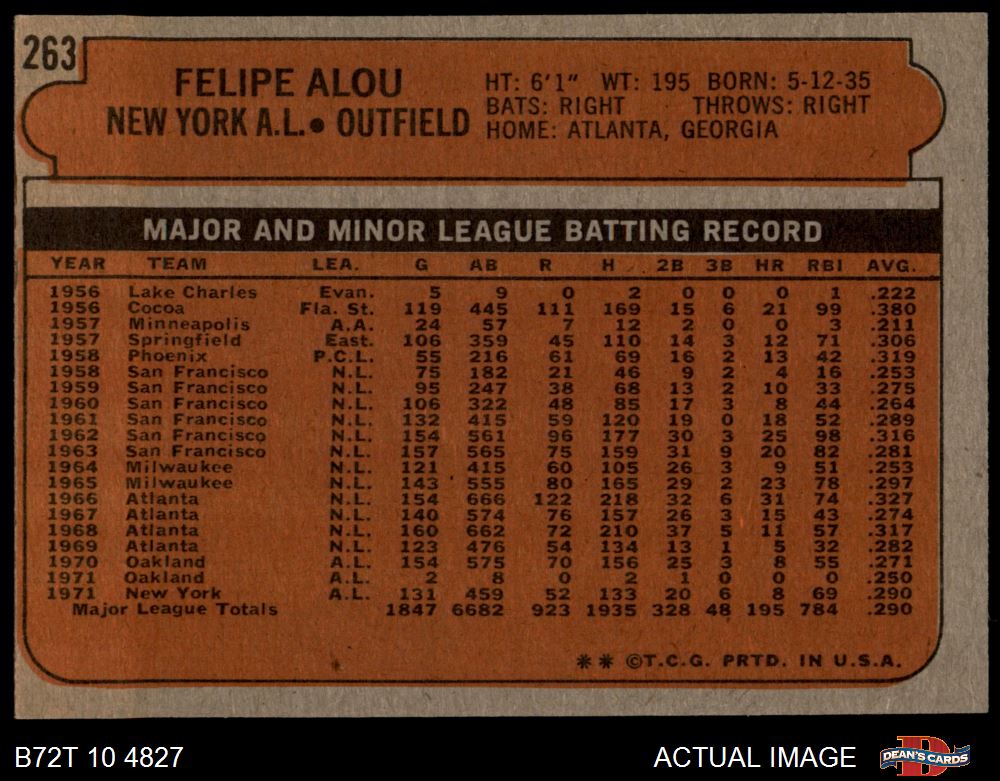 263
FELIPE ALOU
NEW YORK A.L. • OUTFIELD
HT: 6'1" WT: 195 BORN: 5-12-35
BATS: RIGHT THROWS: RIGHT
HOME: ATLANTA, GEORGIA
MAJOR AND MINOR LEAGUE BATTING RECORD
YEAR TEAM LEA. G AB R H 2B 3B HR RBI AVG.
1956 Lake Charles Evan. 5 9 0 2 0 0 0 1 .222
1956 Cocoa Fla. St. 119 445 111 169 15 6 21 99 .380
1957 Minneapolis A.A. 24 57 7 12 2 0 0 3 .211
1957 Springfield East. 106 359 45 110 14 3 12 71 .306
1958 Phoenix P.C.L. 55 216 61 69 16 2 13 42 .319
1958 San Francisco N.L. 75 182 21 46 9 2 4 16 .253
1959 San Francisco N.L. 95 247 38 68 13 2 10 33 .275
1960 San Francisco N.L. 106 322 48 85 17 3 8 44 .264
1961 San Francisco N.L. 132 415 59 120 19 0 18 52 .289
1962 San Francisco N.L. 154 561 96 177 30 3 25 98 .316
1963 San Francisco N.L. 157 565 75 159 31 9 20 82 .281
1964 Milwaukee N.L. 121 415 60 105 26 3 9 51 .253
1965 Milwaukee N.L. 143 555 80 165 29 2 23 78 .297
1966 Atlanta N.L. 154 666 122 218 32 6 31 74 .327
1967 Atlanta N.L. 140 574 76 157 26 3 15 43 .274
1968 Atlanta N.L. 160 662 72 210 37 5 11 57 .317
1969 Atlanta N.L. 123 476 54 134 13 1 5 32 .282
1970 Oakland A.L. 154 575 70 156 25 3 8 55 .271
1971 Oakland A.L. 2 8 0 2 1 0 0 0 .250
1971 New York A.L. 131 459 52 133 20 6 8 69 .290
Major League Totals 1847 6682 923 1935 328 48 195 784 .290
** ©T.C.G. PRTD. IN U.S.A.
B72T 10 4827
ACTUAL IMAGE
DEAN'S CARDS